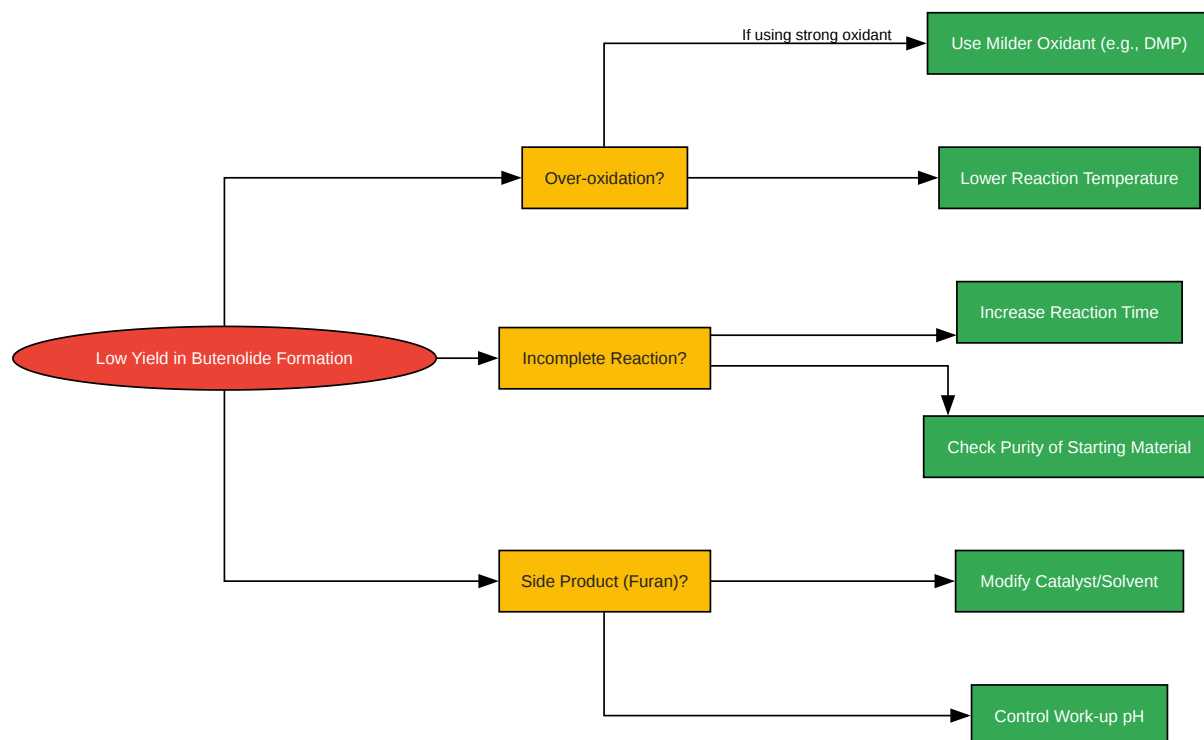 If using strong oxidant
Use Milder Oxidant (e.g., DMP)
Over-oxidation?
Lower Reaction Temperature
Increase Reaction Time
Low Yield in Butenolide Formation
Incomplete Reaction?
Check Purity of Starting Material
Side Product (Furan)?
Modify Catalyst/Solvent
Control Work-up pH